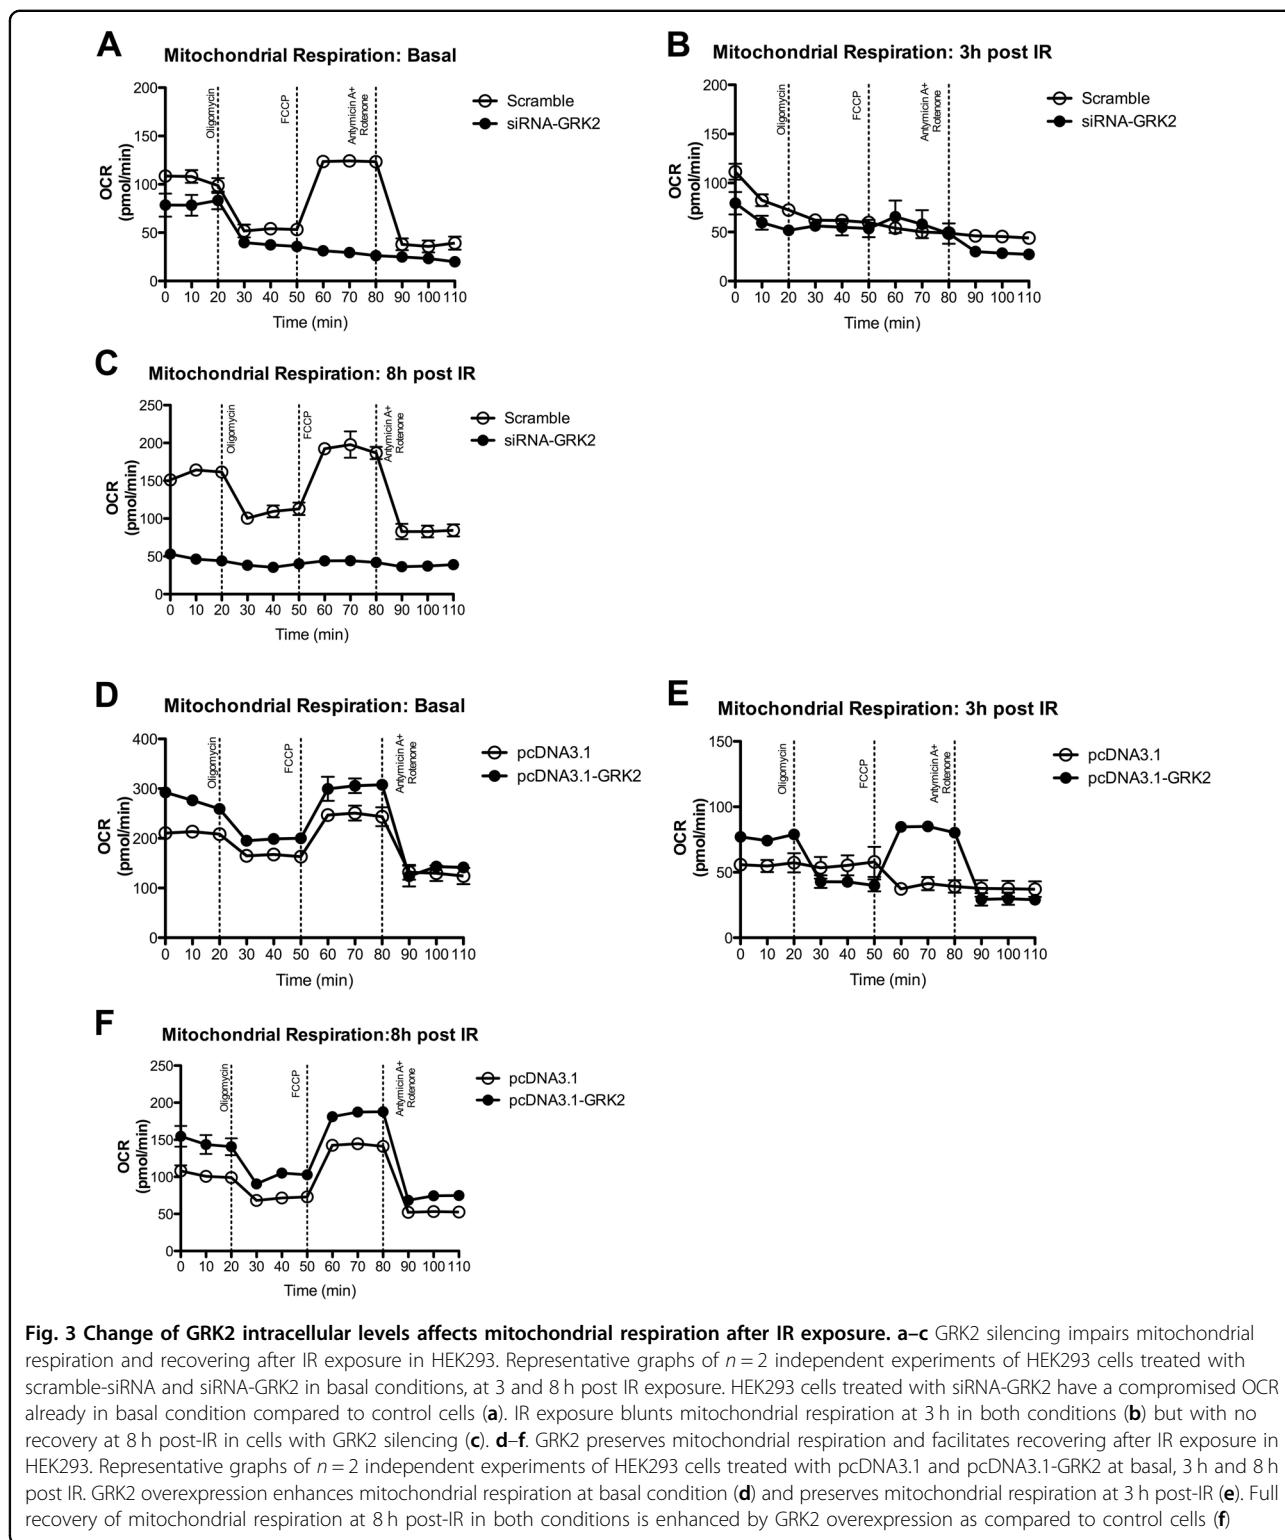 A
Mitochondrial Respiration: Basal
200
150
100
50
0
OCR
(pmol/min)
Oligomycin
FCCP
Antymicin A+
Rotenone
Scramble
siRNA-GRK2
0 10 20 30 40 50 60 70 80 90 100 110
Time (min)
B
Mitochondrial Respiration: 3h post IR
200
150
100
50
0
OCR
(pmol/min)
Oligomycin
FCCP
Antymicin A+
Rotenone
Scramble
siRNA-GRK2
0 10 20 30 40 50 60 70 80 90 100 110
Time (min)
C
Mitochondrial Respiration: 8h post IR
250
200
150
100
50
0
OCR
(pmol/min)
Oligomycin
FCCP
Antymicin A+
Rotenone
Scramble
siRNA-GRK2
0 10 20 30 40 50 60 70 80 90 100 110
Time (min)
D
Mitochondrial Respiration: Basal
400
300
200
100
0
OCR
(pmol/min)
Oligomycin
FCCP
Antymicin A+
Rotenone
pcDNA3.1
pcDNA3.1-GRK2
0 10 20 30 40 50 60 70 80 90 100 110
Time (min)
E
Mitochondrial Respiration: 3h post IR
150
100
50
0
OCR
(pmol/min)
Oligomycin
FCCP
Antymicin A+
Rotenone
pcDNA3.1
pcDNA3.1-GRK2
0 10 20 30 40 50 60 70 80 90 100 110
Time (min)
F
Mitochondrial Respiration:8h post IR
250
200
150
100
50
0
OCR
(pmol/min)
Oligomycin
FCCP
Antymicin A+
Rotenone
pcDNA3.1
pcDNA3.1-GRK2
0 10 20 30 40 50 60 70 80 90 100 110
Time (min)
Fig. 3 Change of GRK2 intracellular levels affects mitochondrial respiration after IR exposure. a–c GRK2 silencing impairs mitochondrial
respiration and recovering after IR exposure in HEK293. Representative graphs of n = 2 independent experiments of HEK293 cells treated with
scramble-siRNA and siRNA-GRK2 in basal conditions, at 3 and 8 h post IR exposure. HEK293 cells treated with siRNA-GRK2 have a compromised OCR
already in basal condition compared to control cells (a). IR exposure blunts mitochondrial respiration at 3 h in both conditions (b) but with no
recovery at 8 h post-IR in cells with GRK2 silencing (c). d–f. GRK2 preserves mitochondrial respiration and facilitates recovering after IR exposure in
HEK293. Representative graphs of n = 2 independent experiments of HEK293 cells treated with pcDNA3.1 and pcDNA3.1-GRK2 at basal, 3 h and 8 h
post IR. GRK2 overexpression enhances mitochondrial respiration at basal condition (d) and preserves mitochondrial respiration at 3 h post-IR (e). Full
recovery of mitochondrial respiration at 8 h post-IR in both conditions is enhanced by GRK2 overexpression as compared to control cells (f)